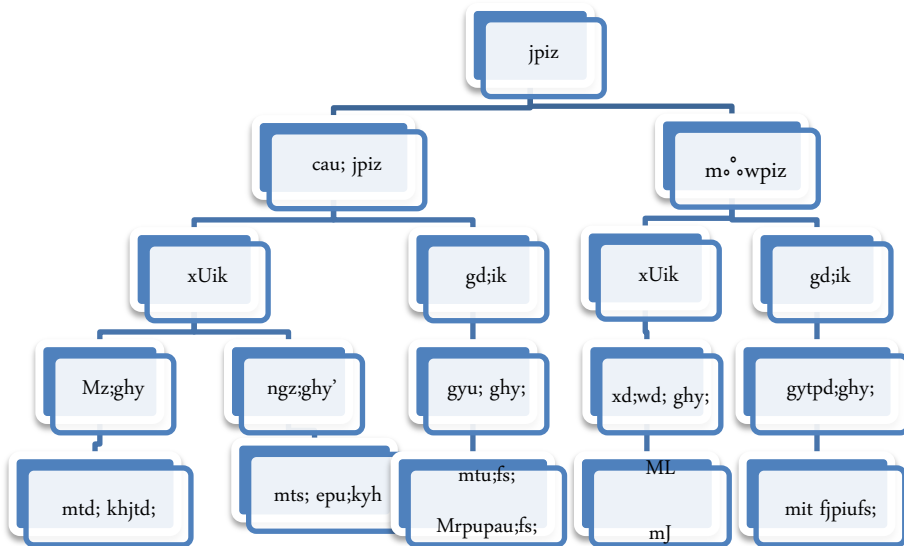 jpiz
cau; jpiz
m∘°∘wpiz
xUik
gd;ik
xUik
gd;ik
Mz;ghy
ngz;ghy’
gyu; ghy;
xd;wd; ghy;
gytpd;ghy;
mtd; khjtd;
mts; epu;kyh
mtu;fs;
Mrpupau;fs;
ML
mJ
mit fjpiufs;